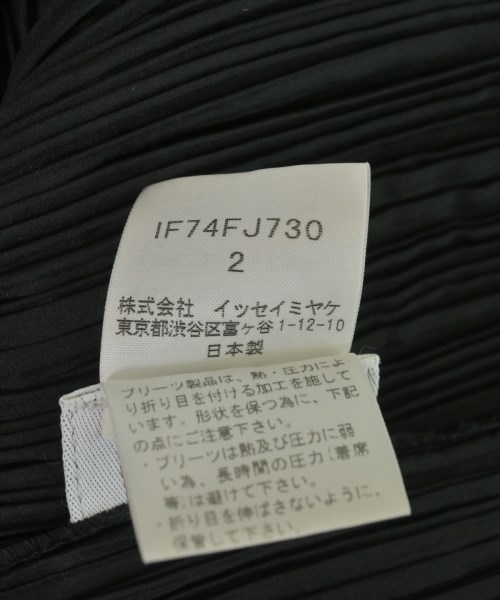 IF74FJ730
2
株式会社 イッセイミヤケ
東京都渋谷区富ヶ谷1-12-10
日本製
プリーツ製品は、熱・圧力によ
り折り目を付ける加工を施して
います。形状を保つ為に、下記
の点にご注意下さい。
・プリーツは熱及び圧力に弱
い為、長時間の圧力(着席
等)は避けて下さい。
・折り目を伸ばさないように、
保管して下さい。